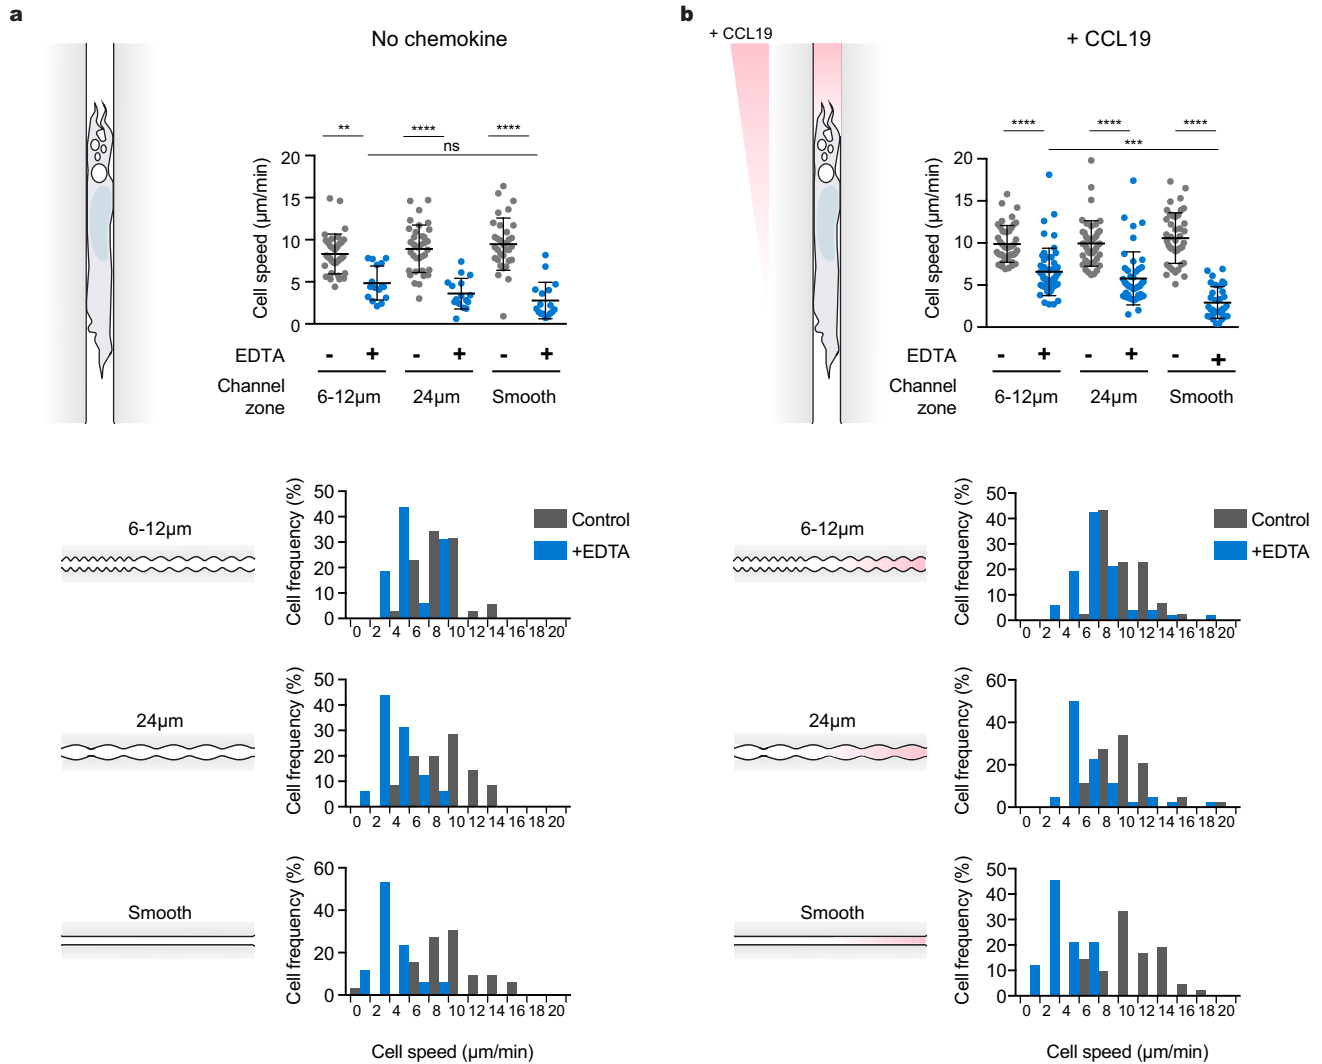 a
No chemokine
**
****
****
ns
20
15
10
5
0
Cell speed (µm/min)
EDTA - + - + - +
Channel zone
6-12µm 24µm Smooth
b
+ CCL19
+ CCL19
****
****
****
***
20
15
10
5
0
Cell speed (µm/min)
EDTA - + - + - +
Channel zone
6-12µm 24µm Smooth
6-12µm
Cell frequency (%)
50
40
30
20
10
0
0 2 4 6 8 10 12 14 16 18 20
Control
+EDTA
24µm
Cell frequency (%)
50
40
30
20
10
0
0 2 4 6 8 10 12 14 16 18 20
Smooth
Cell frequency (%)
60
40
20
0
0 2 4 6 8 10 12 14 16 18 20
Cell speed (µm/min)
6-12µm
Cell frequency (%)
50
40
30
20
10
0
0 2 4 6 8 10 12 14 16 18 20
Control
+EDTA
24µm
Cell frequency (%)
60
40
20
0
0 2 4 6 8 10 12 14 16 18 20
Smooth
Cell frequency (%)
50
40
30
20
10
0
0 2 4 6 8 10 12 14 16 18 20
Cell speed (µm/min)